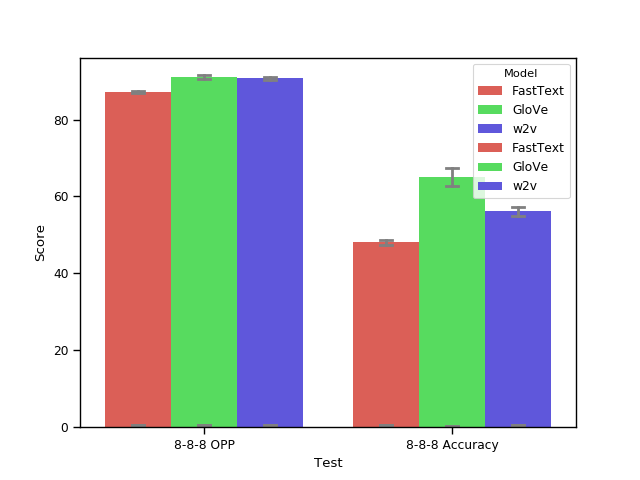 Model
FastText
GloVe
w2v
FastText
GloVe
w2v
80
60
40
20
0
Score
8-8-8 OPP
8-8-8 Accuracy
Test